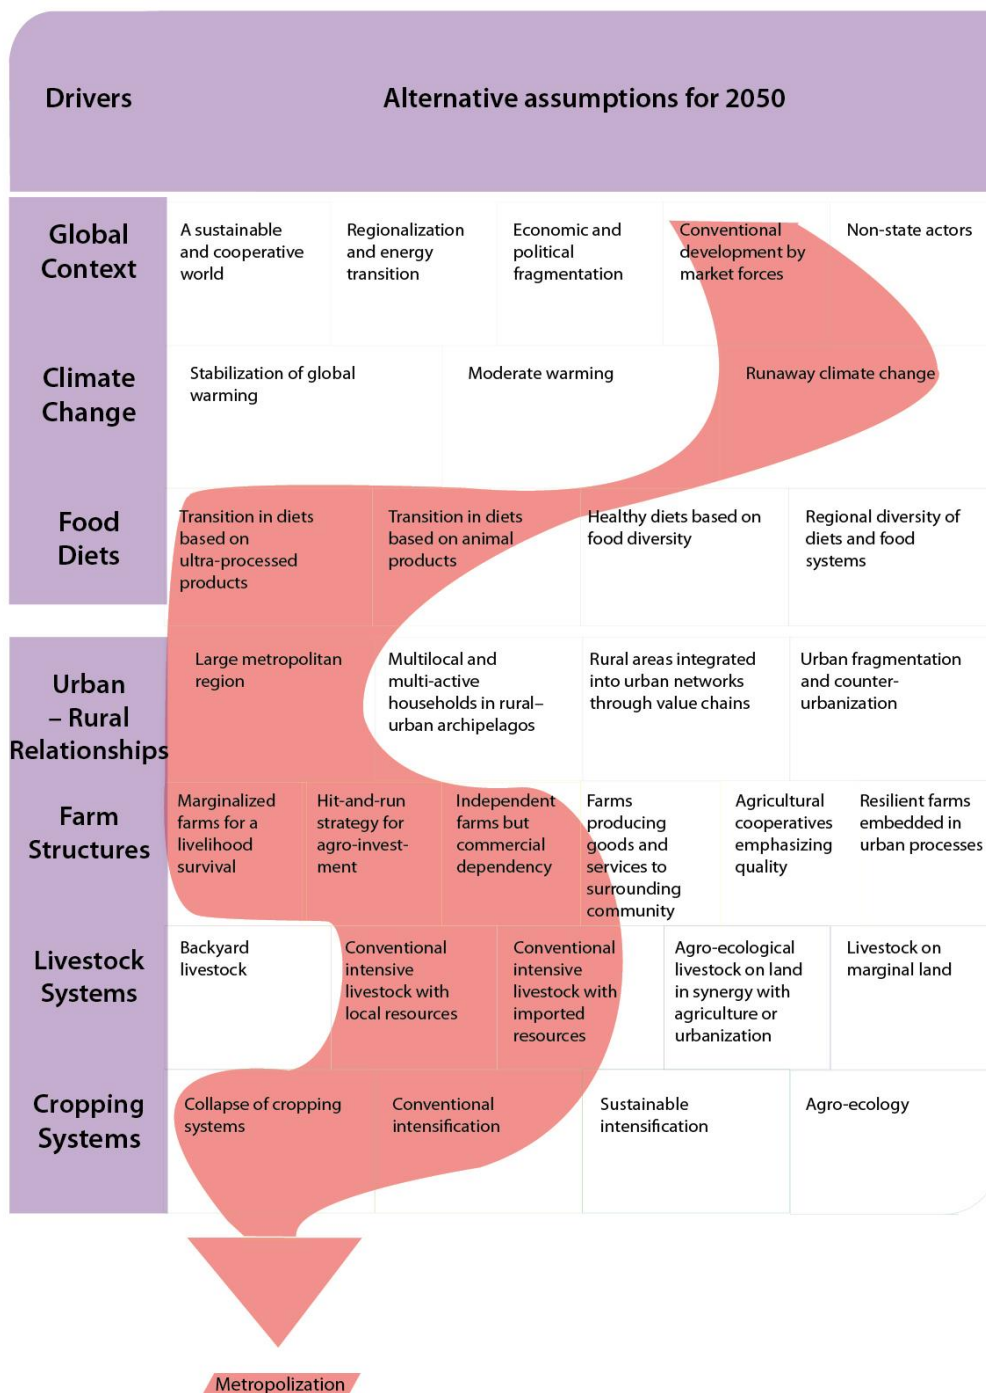 Drivers
Alternative assumptions for 2050
Global
Context
A sustainable
and cooperative
world
Regionalization
and energy
transition
Economic and
political
fragmentation
Conventional
development by
market forces
Non-state actors
Climate
Change
Stabilization of global
warming
Moderate warming
Runaway climate change
Food
Diets
Transition in diets
based on
ultra-processed
products
Transition in diets
based on animal
products
Healthy diets based on
food diversity
Regional diversity of
diets and food
systems
Urban
– Rural
Relationships
Large metropolitan
region
Multilocal and
multi-active
households in rural–
urban archipelagos
Rural areas integrated
into urban networks
through value chains
Urban fragmentation
and counter-
urbanization
Farm
Structures
Marginalized
farms for a
livelihood
survival
Hit-and-run
strategy for
agro-invest-
ment
Independent
farms but
commercial
dependency
Farms
producing
goods and
services to
surrounding
community
Agricultural
cooperatives
emphasizing
quality
Resilient farms
embedded in
urban processes
Livestock
Systems
Backyard
livestock
Conventional
intensive
livestock with
local resources
Conventional
intensive
livestock with
imported
resources
Agro-ecological
livestock on land
in synergy with
agriculture or
urbanization
Livestock on
marginal land
Cropping
Systems
Collapse of cropping
systems
Conventional
intensification
Sustainable
intensification
Agro-ecology
Metropolization